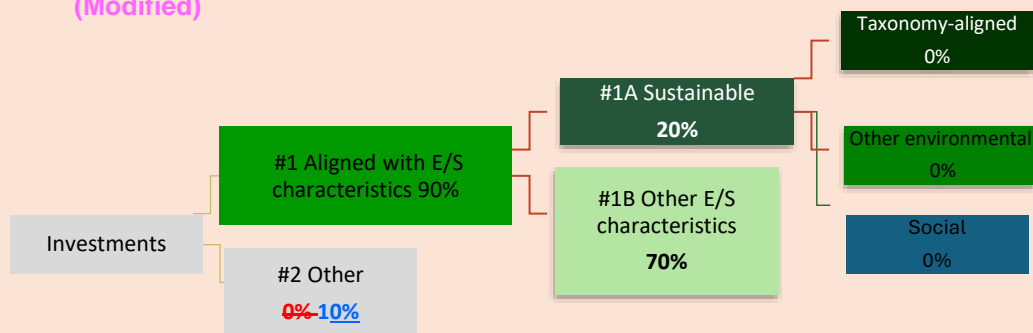 (Modified)
Taxonomy-aligned
0%
#1A Sustainable
20%
Other environmental
0%
#1 Aligned with E/S
characteristics 90%
#1B Other E/S
characteristics
70%
Social
0%
Investments
#2 Other
0% 10%